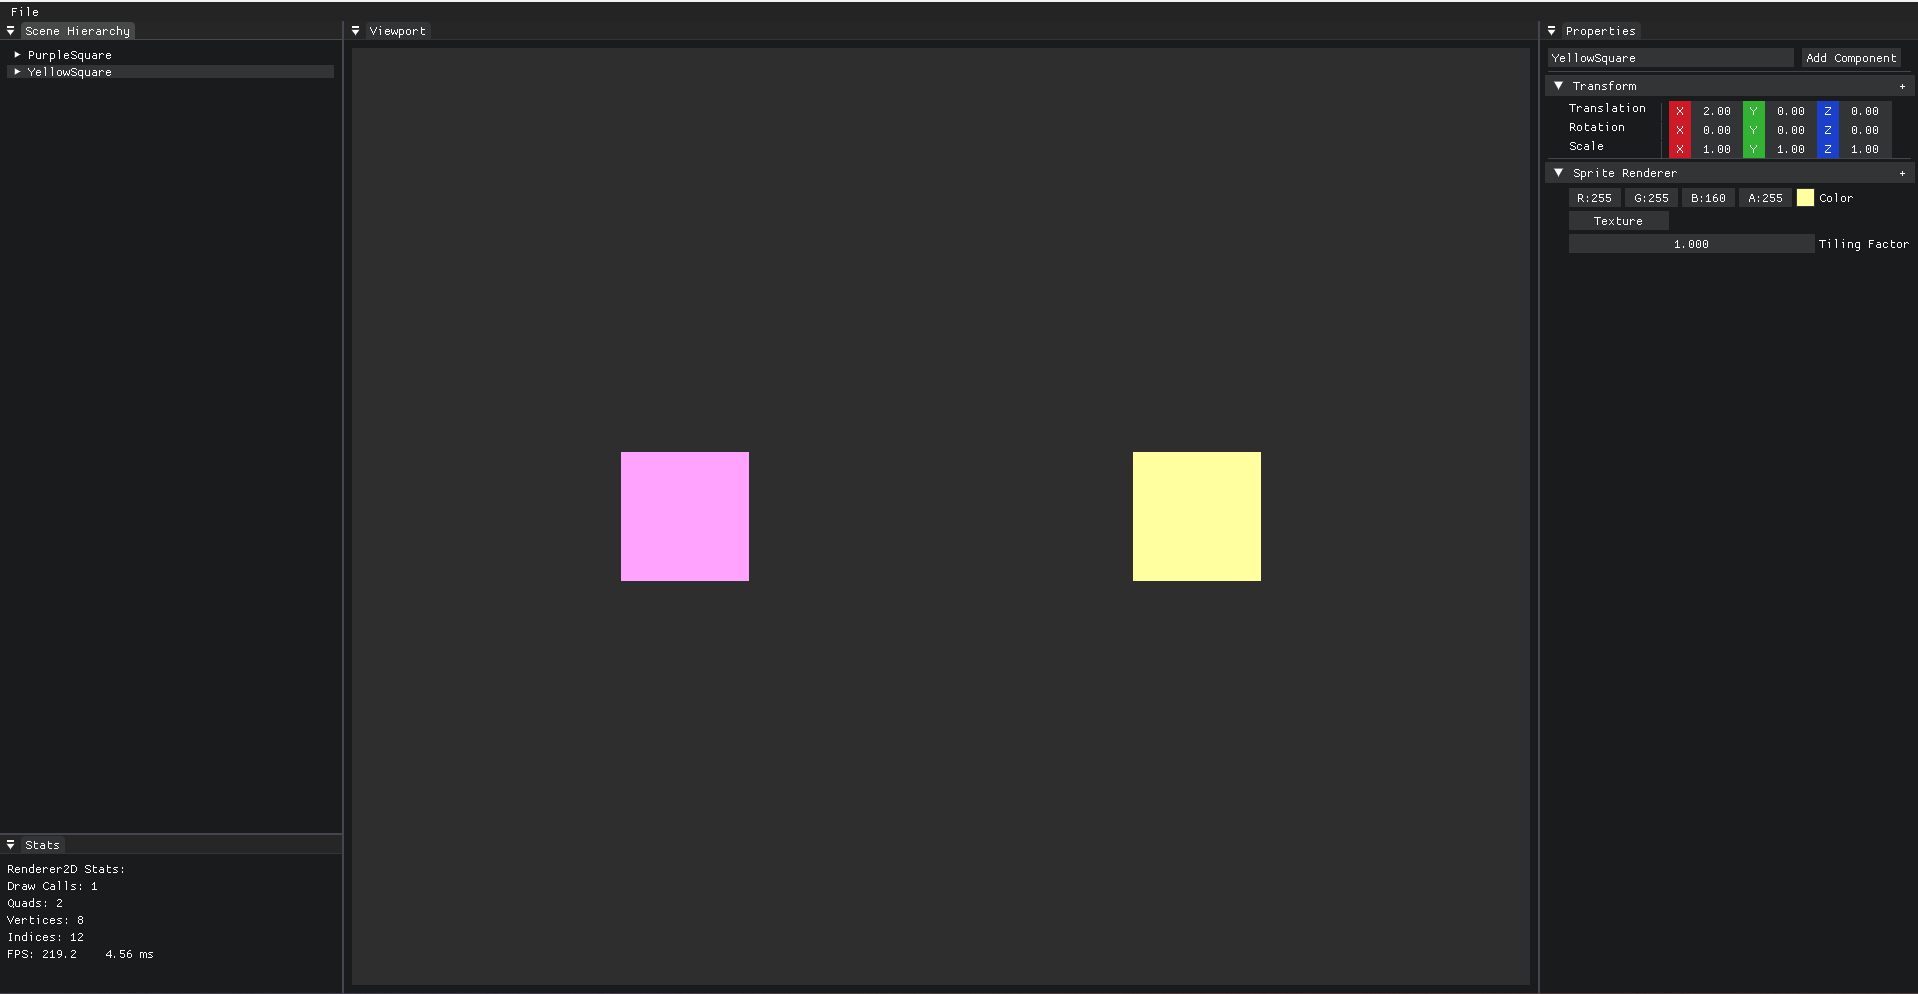 File
Scene Hierarchy
PurpleSquare
YellowSquare
Stats
Renderer2D Stats:
Draw Calls: 1
Quads: 2
Vertices: 8
Indices: 12
FPS: 219.2 4.56 ms
Viewport
Properties
YellowSquare Add Component
Transform +
Translation X 2.00 Y 0.00 Z 0.00
Rotation X 0.00 Y 0.00 Z 0.00
Scale X 1.00 Y 1.00 Z 1.00
Sprite Renderer +
R:255 G:255 B:160 A:255 Color
Texture
1.000 Tiling Factor